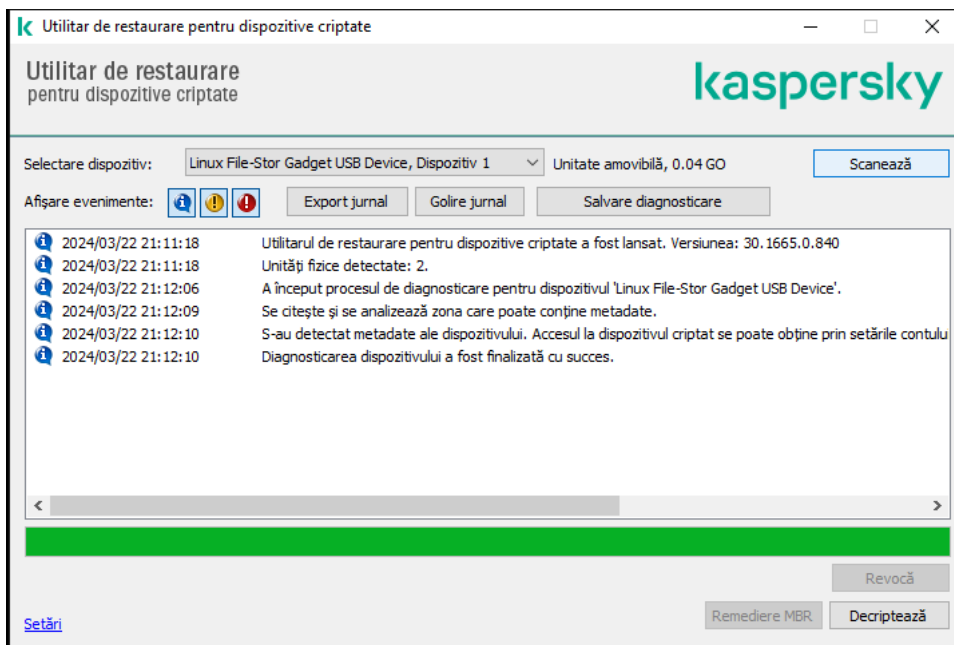 Utilitar de restaurare pentru dispozitive criptate
Utilitar de restaurare
pentru dispozitive criptate
kaspersky
Selectare dispozitiv: Linux File-Stor Gadget USB Device, Dispozitiv 1 Unitate amovibilă, 0.04 GO Scanează
Afișare evenimente: Export jurnal Golire jurnal Salvare diagnosticare
2024/03/22 21:11:18 Utilitarul de restaurare pentru dispozitive criptate a fost lansat. Versiunea: 30.1665.0.840
2024/03/22 21:11:18 Unități fizice detectate: 2.
2024/03/22 21:12:06 A început procesul de diagnosticare pentru dispozitivul 'Linux File-Stor Gadget USB Device'.
2024/03/22 21:12:09 Se citește și se analizează zona care poate conține metadate.
2024/03/22 21:12:10 S-au detectat metadate ale dispozitivului. Accesul la dispozitivul criptat se poate obține prin setările contulu
2024/03/22 21:12:10 Diagnosticarea dispozitivului a fost finalizată cu succes.
Revocă
Setări Remediere MBR Decriptează